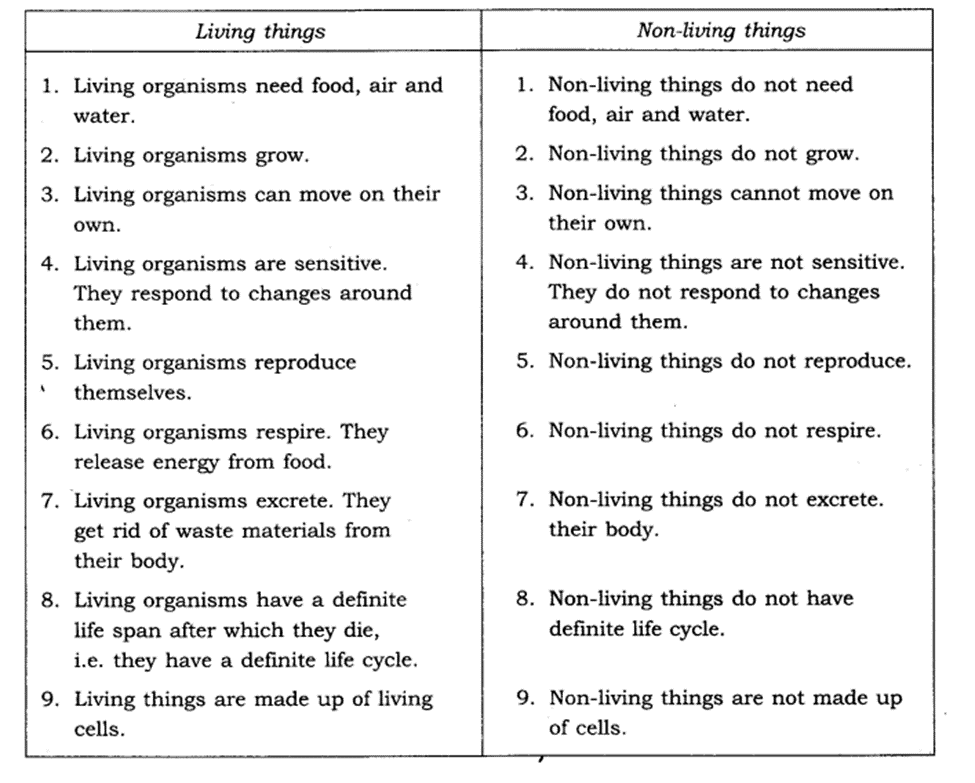 Living things
Non-living things
1. Living organisms need food, air and
water.
2. Living organisms grow.
3. Living organisms can move on their
own.
4. Living organisms are sensitive.
They respond to changes around
them.
5. Living organisms reproduce
themselves.
6. Living organisms respire. They
release energy from food.
7. Living organisms excrete. They
get rid of waste materials from
their body.
8. Living organisms have a definite
life span after which they die,
i.e. they have a definite life cycle.
9. Living things are made up of living
cells.
1. Non-living things do not need
food, air and water.
2. Non-living things do not grow.
3. Non-living things cannot move on
their own.
4. Non-living things are not sensitive.
They do not respond to changes
around them.
5. Non-living things do not reproduce.
6. Non-living things do not respire.
7. Non-living things do not excrete.
their body.
8. Non-living things do not have
definite life cycle.
9. Non-living things are not made up
of cells.